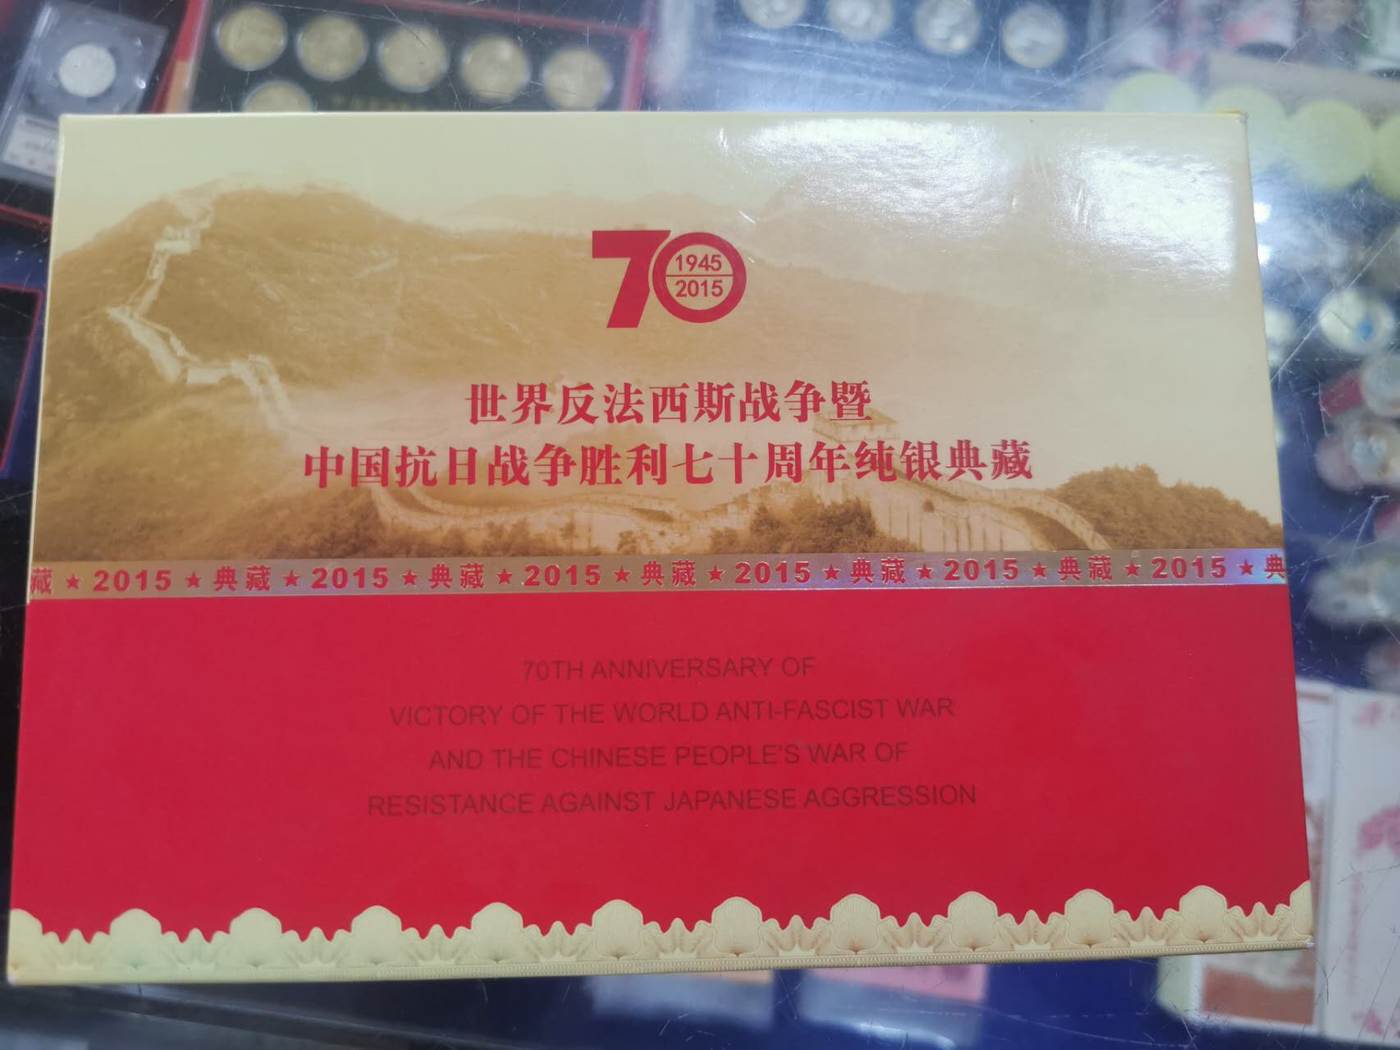 70
1945
2015
世界反法西斯战争暨
中国抗日战争胜利七十周年纯银典藏
藏★2015★典藏★2015★典藏★2015★典藏★2015★典藏★2015★典藏★2015★典
70TH ANNIVERSARY OF
VICTORY OF THE WORLD ANTI-FASCIST WAR
AND THE CHINESE PEOPLE'S WAR OF
RESISTANCE AGAINST JAPANESE AGGRESSION